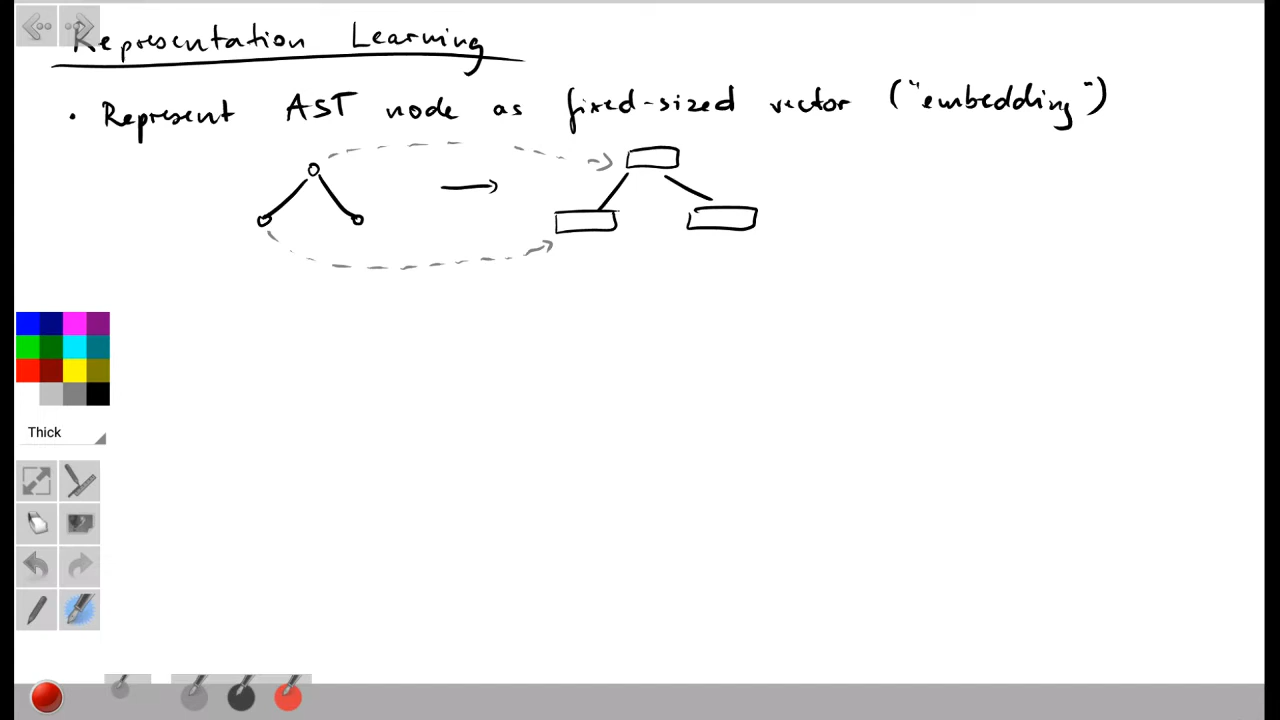 Representation Learning
• Represent AST node as fixed-sized vector ("embedding")
Thick